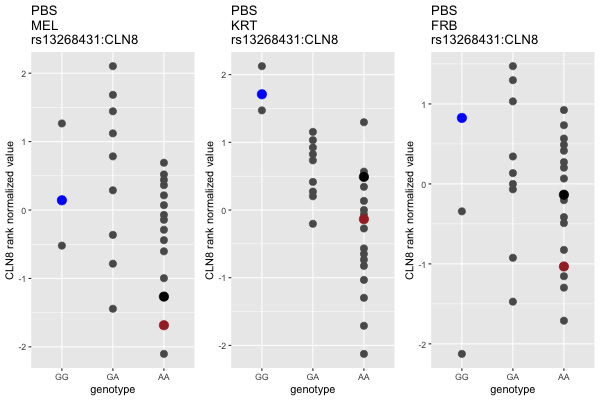 PBS
MEL
rs13268431:CLN8
CLN8 rank normalized value
2
1
0
-1
-2
GG
GA
AA
genotype
PBS
KRT
rs13268431:CLN8
CLN8 rank normalized value
2
1
0
-1
-2
GG
GA
AA
genotype
PBS
FRB
rs13268431:CLN8
CLN8 rank normalized value
1
0
-1
-2
GG
GA
AA
genotype